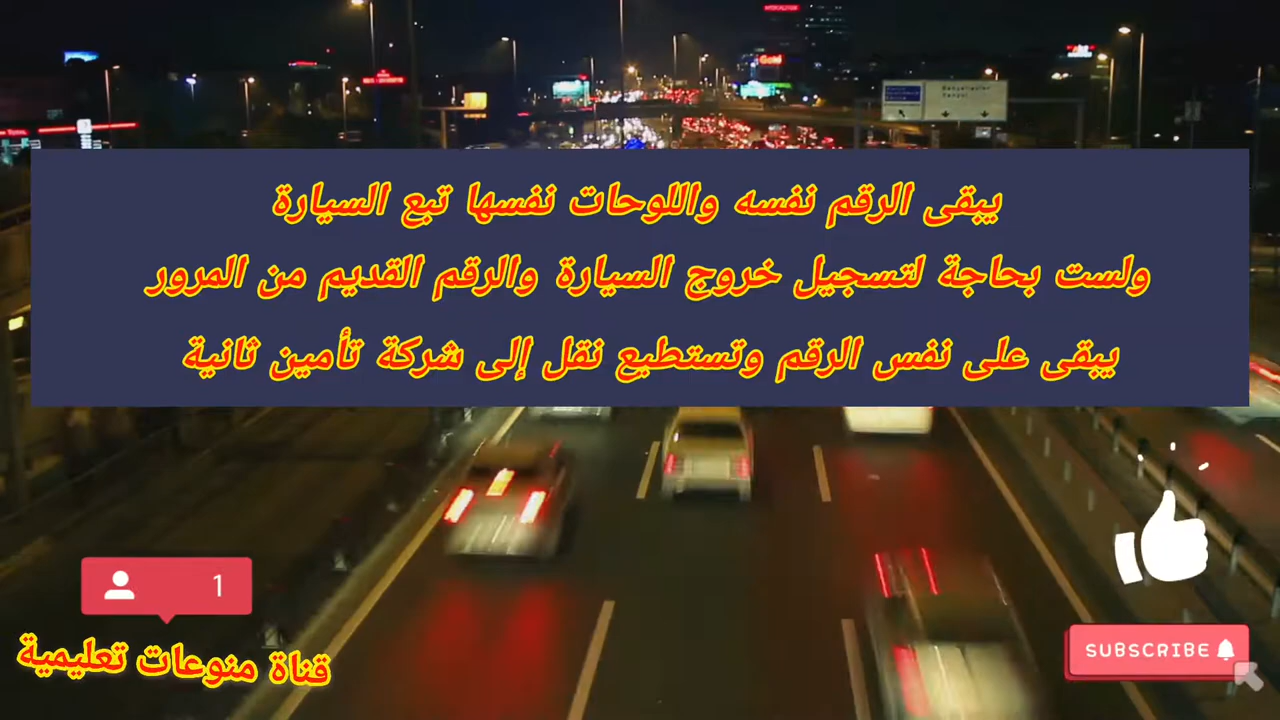 يبقى الرقم نفسه واللوحات نفسها تبع السيارة
ولست بحاجة لتسجيل خروج السيارة والرقم القديم من المرور
يبقى على نفس الرقم وتستطيع نقل إلى شركة تأمين ثانية
1
قناة منوعات تعليمية
SUBSCRIBE